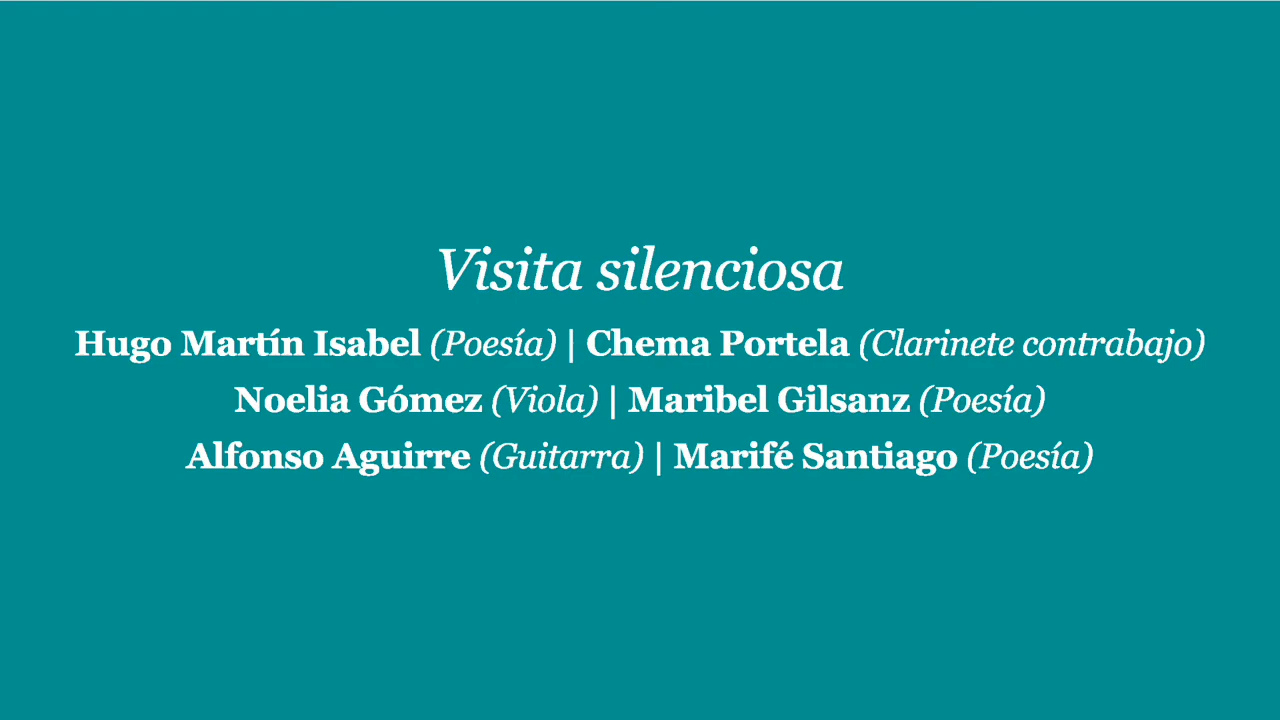 Visita silenciosa
Hugo Martín Isabel (Poesía) | Chema Portela (Clarinete contrabajo)
Noelia Gómez (Viola) | Maribel Gilsanz (Poesía)
Alfonso Aguirre (Guitarra) | Marifé Santiago (Poesía)